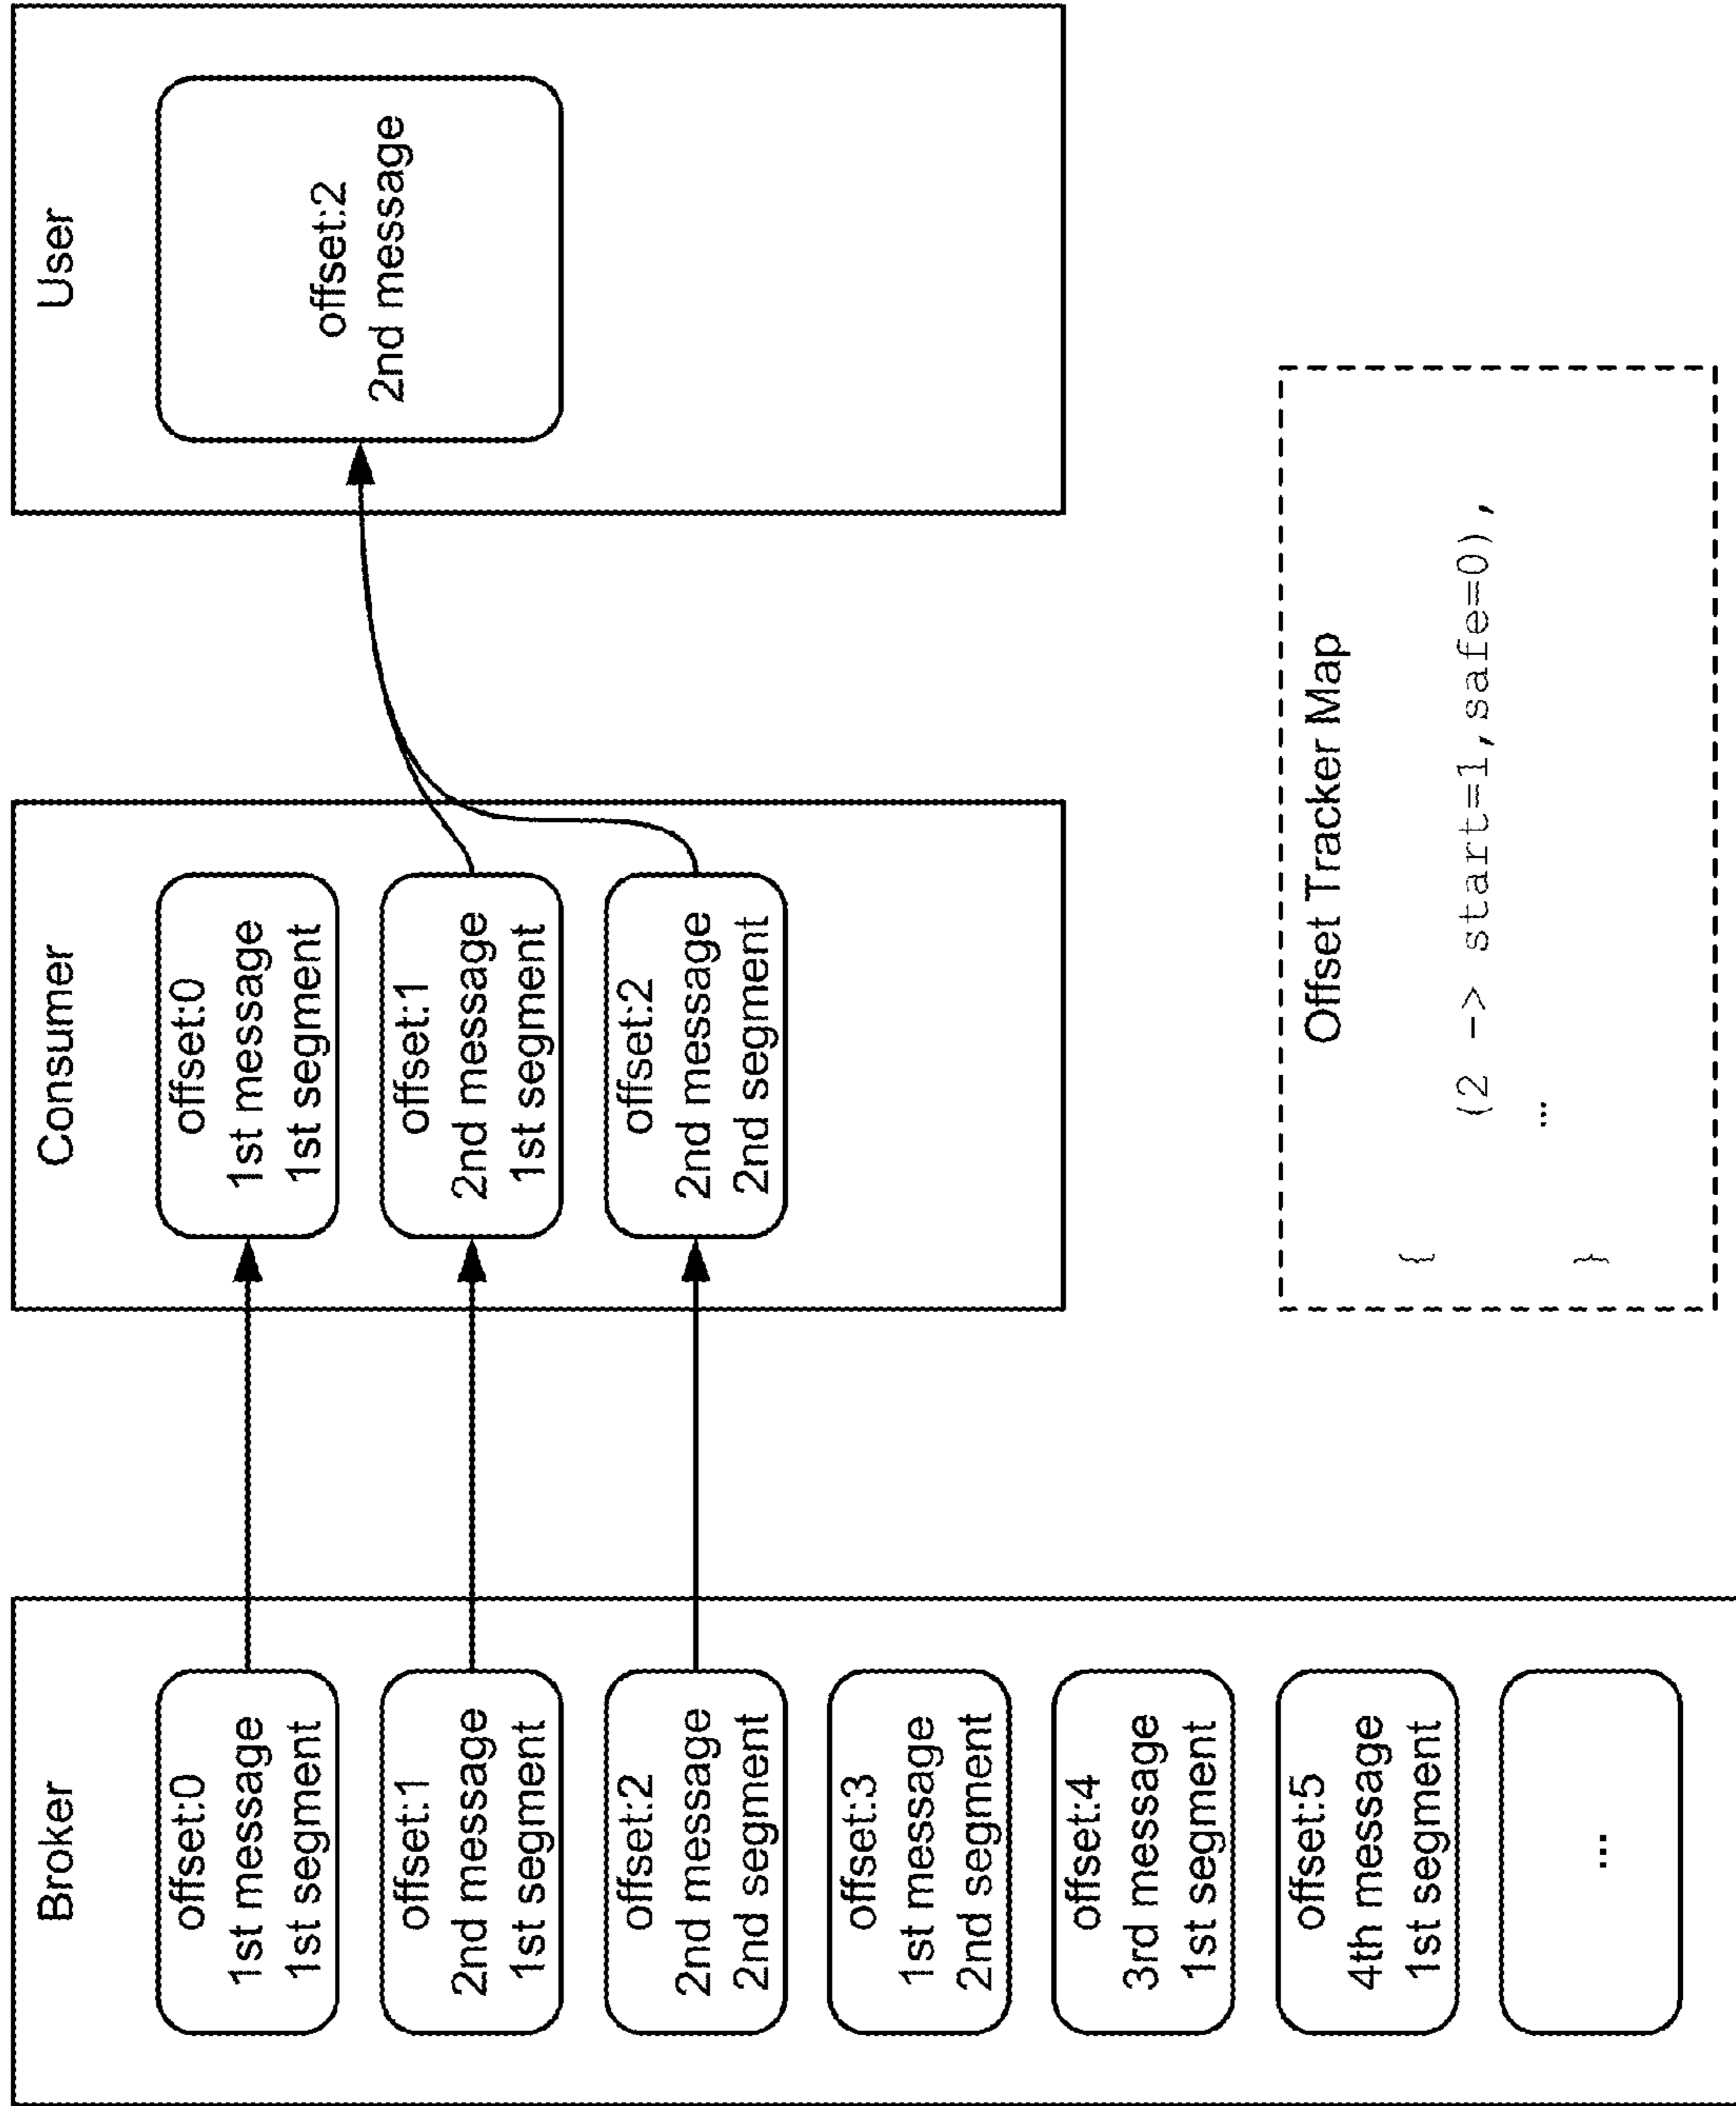 Broker
offset:0
1st message
1st segment
offset:1
2nd message
1st segment
offset:2
2nd message
2nd segment
offset:3
1st message
2nd segment
offset:4
3rd message
1st segment
offset:5
4th message
1st segment
...
Consumer
offset:0
1st message
1st segment
offset:1
2nd message
1st segment
offset:2
2nd message
2nd segment
User
offset:2
2nd message
Offset Tracker Map
{
(2 -> start=1,safe=0),
...
}